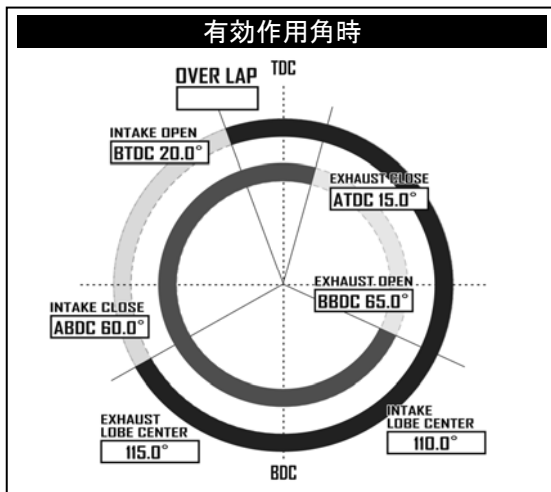 有効作用角時
OVER LAP
TDC
INTAKE OPEN
BTDC 20.0°
EXHAUST CLOSE
ATDC 15.0°
EXHAUST OPEN
BBDC 65.0°
INTAKE CLOSE
ABDC 60.0°
EXHAUST
LOBE CENTER
115.0°
INTAKE
LOBE CENTER
110.0°
BDC